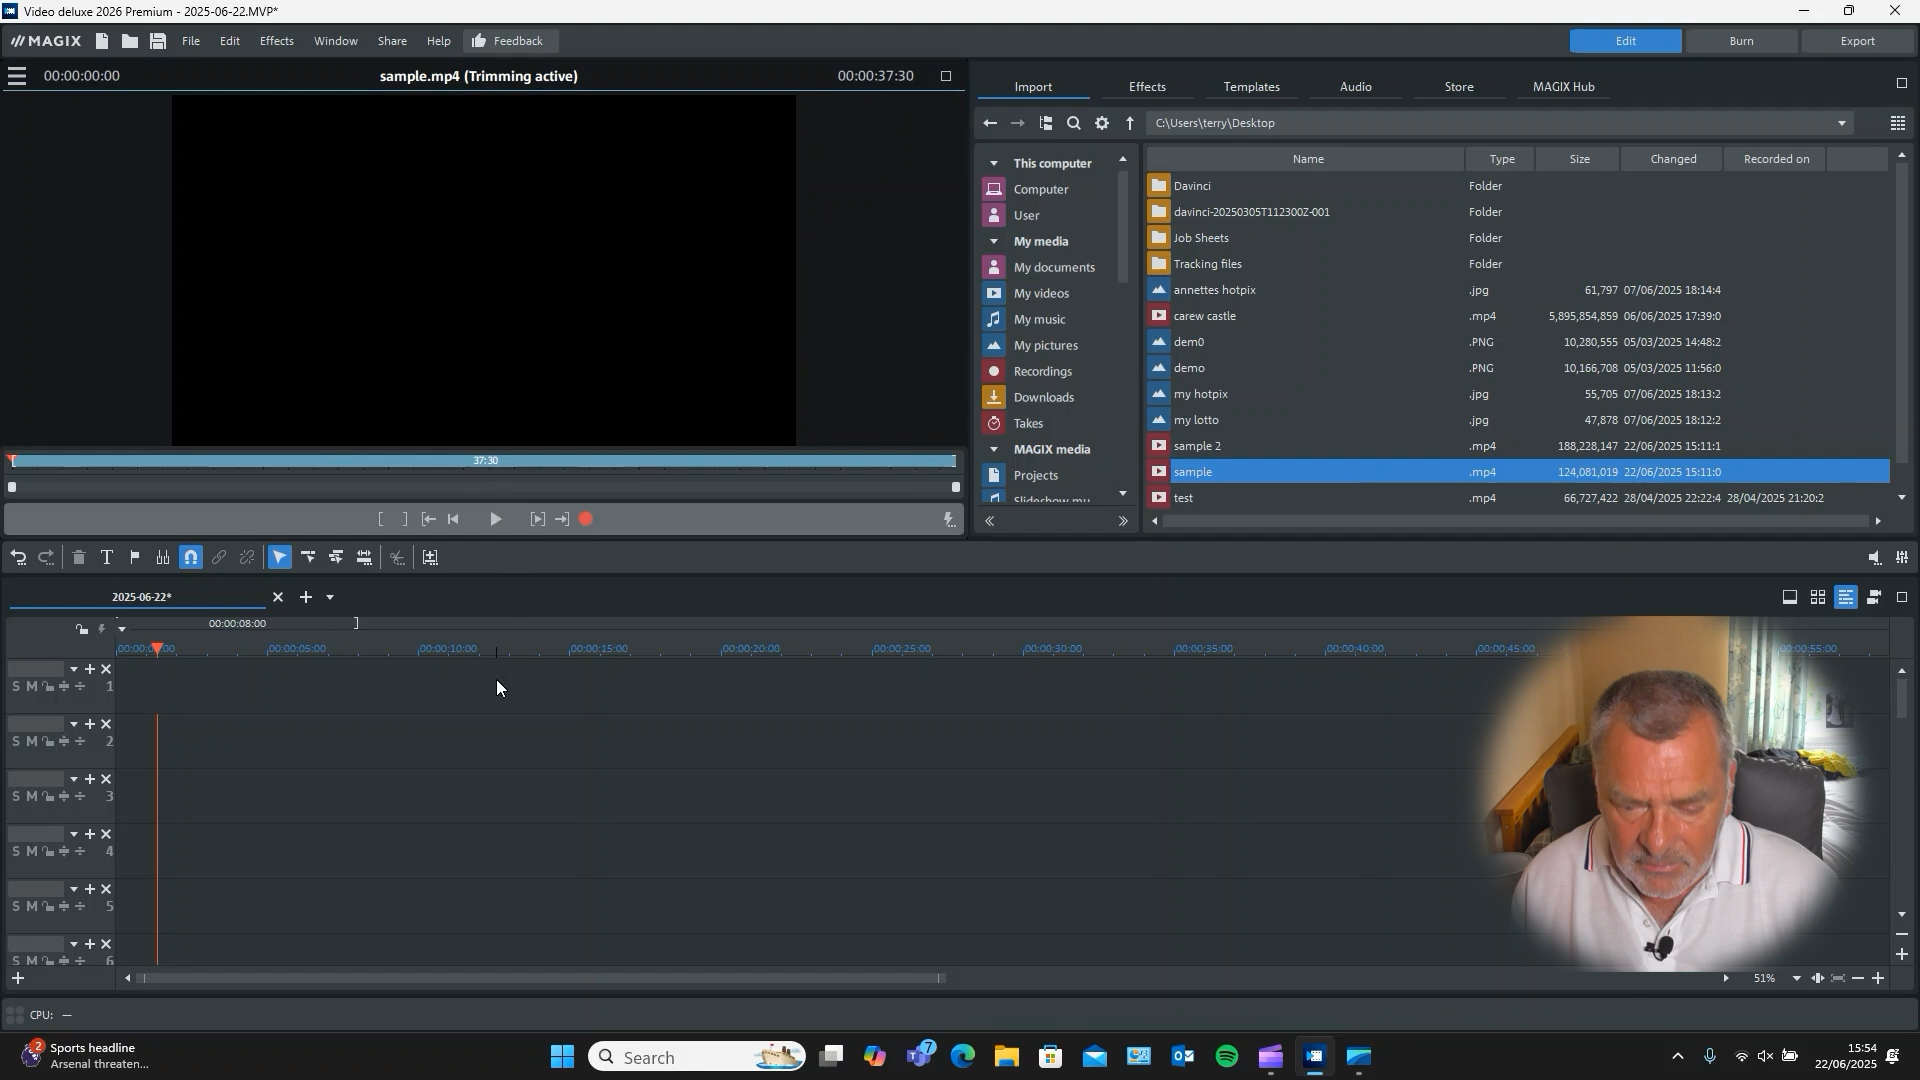 Video deluxe 2026 Premium - 2025-06-22.MVP*
MAGIX File Edit Effects Window Share Help Feedback Edit Burn Export
00:00:00:00 sample.mp4 (Trimming active) 00:00:37:30
Import Effects Templates Audio Store MAGIX Hub
C:\Users\terry\Desktop
Name Type Size Changed Recorded on
This computer
Computer
User
My media
My documents
My videos
My music
My pictures
Recordings
Downloads
Takes
MAGIX media
Projects
Davinci Folder
davinci-20250305T112300Z-001 Folder
Job Sheets Folder
Tracking files Folder
annettes hotpix .jpg 61,797 07/06/2025 18:14:4
carew castle .mp4 5,895,854,859 06/06/2025 17:39:0
dem0 .PNG 10,280,555 05/03/2025 14:48:2
demo .PNG 10,166,708 05/03/2025 11:56:0
my hotpix .jpg 55,705 07/06/2025 18:13:2
my lotto .jpg 47,878 07/06/2025 18:12:2
sample 2 .mp4 188,228,147 22/06/2025 15:11:1
sample .mp4 124,081,019 22/06/2025 15:11:0
test .mp4 66,727,422 28/04/2025 22:22:4 28/04/2025 21:20:2
37:30
2025-06-22*
00:00:08:00
00:00:05:00 00:00:10:00 00:00:15:00 00:00:20:00 00:00:25:00 00:00:30:00 00:00:35:00 00:00:40:00 00:00:45:00 00:00:55:00
S M 1
S M 2
S M 3
S M 4
S M 5
S M 6
51%
CPU: —
2 Sports headline
Arsenal threaten...
Search
7
15:54
22/06/2025